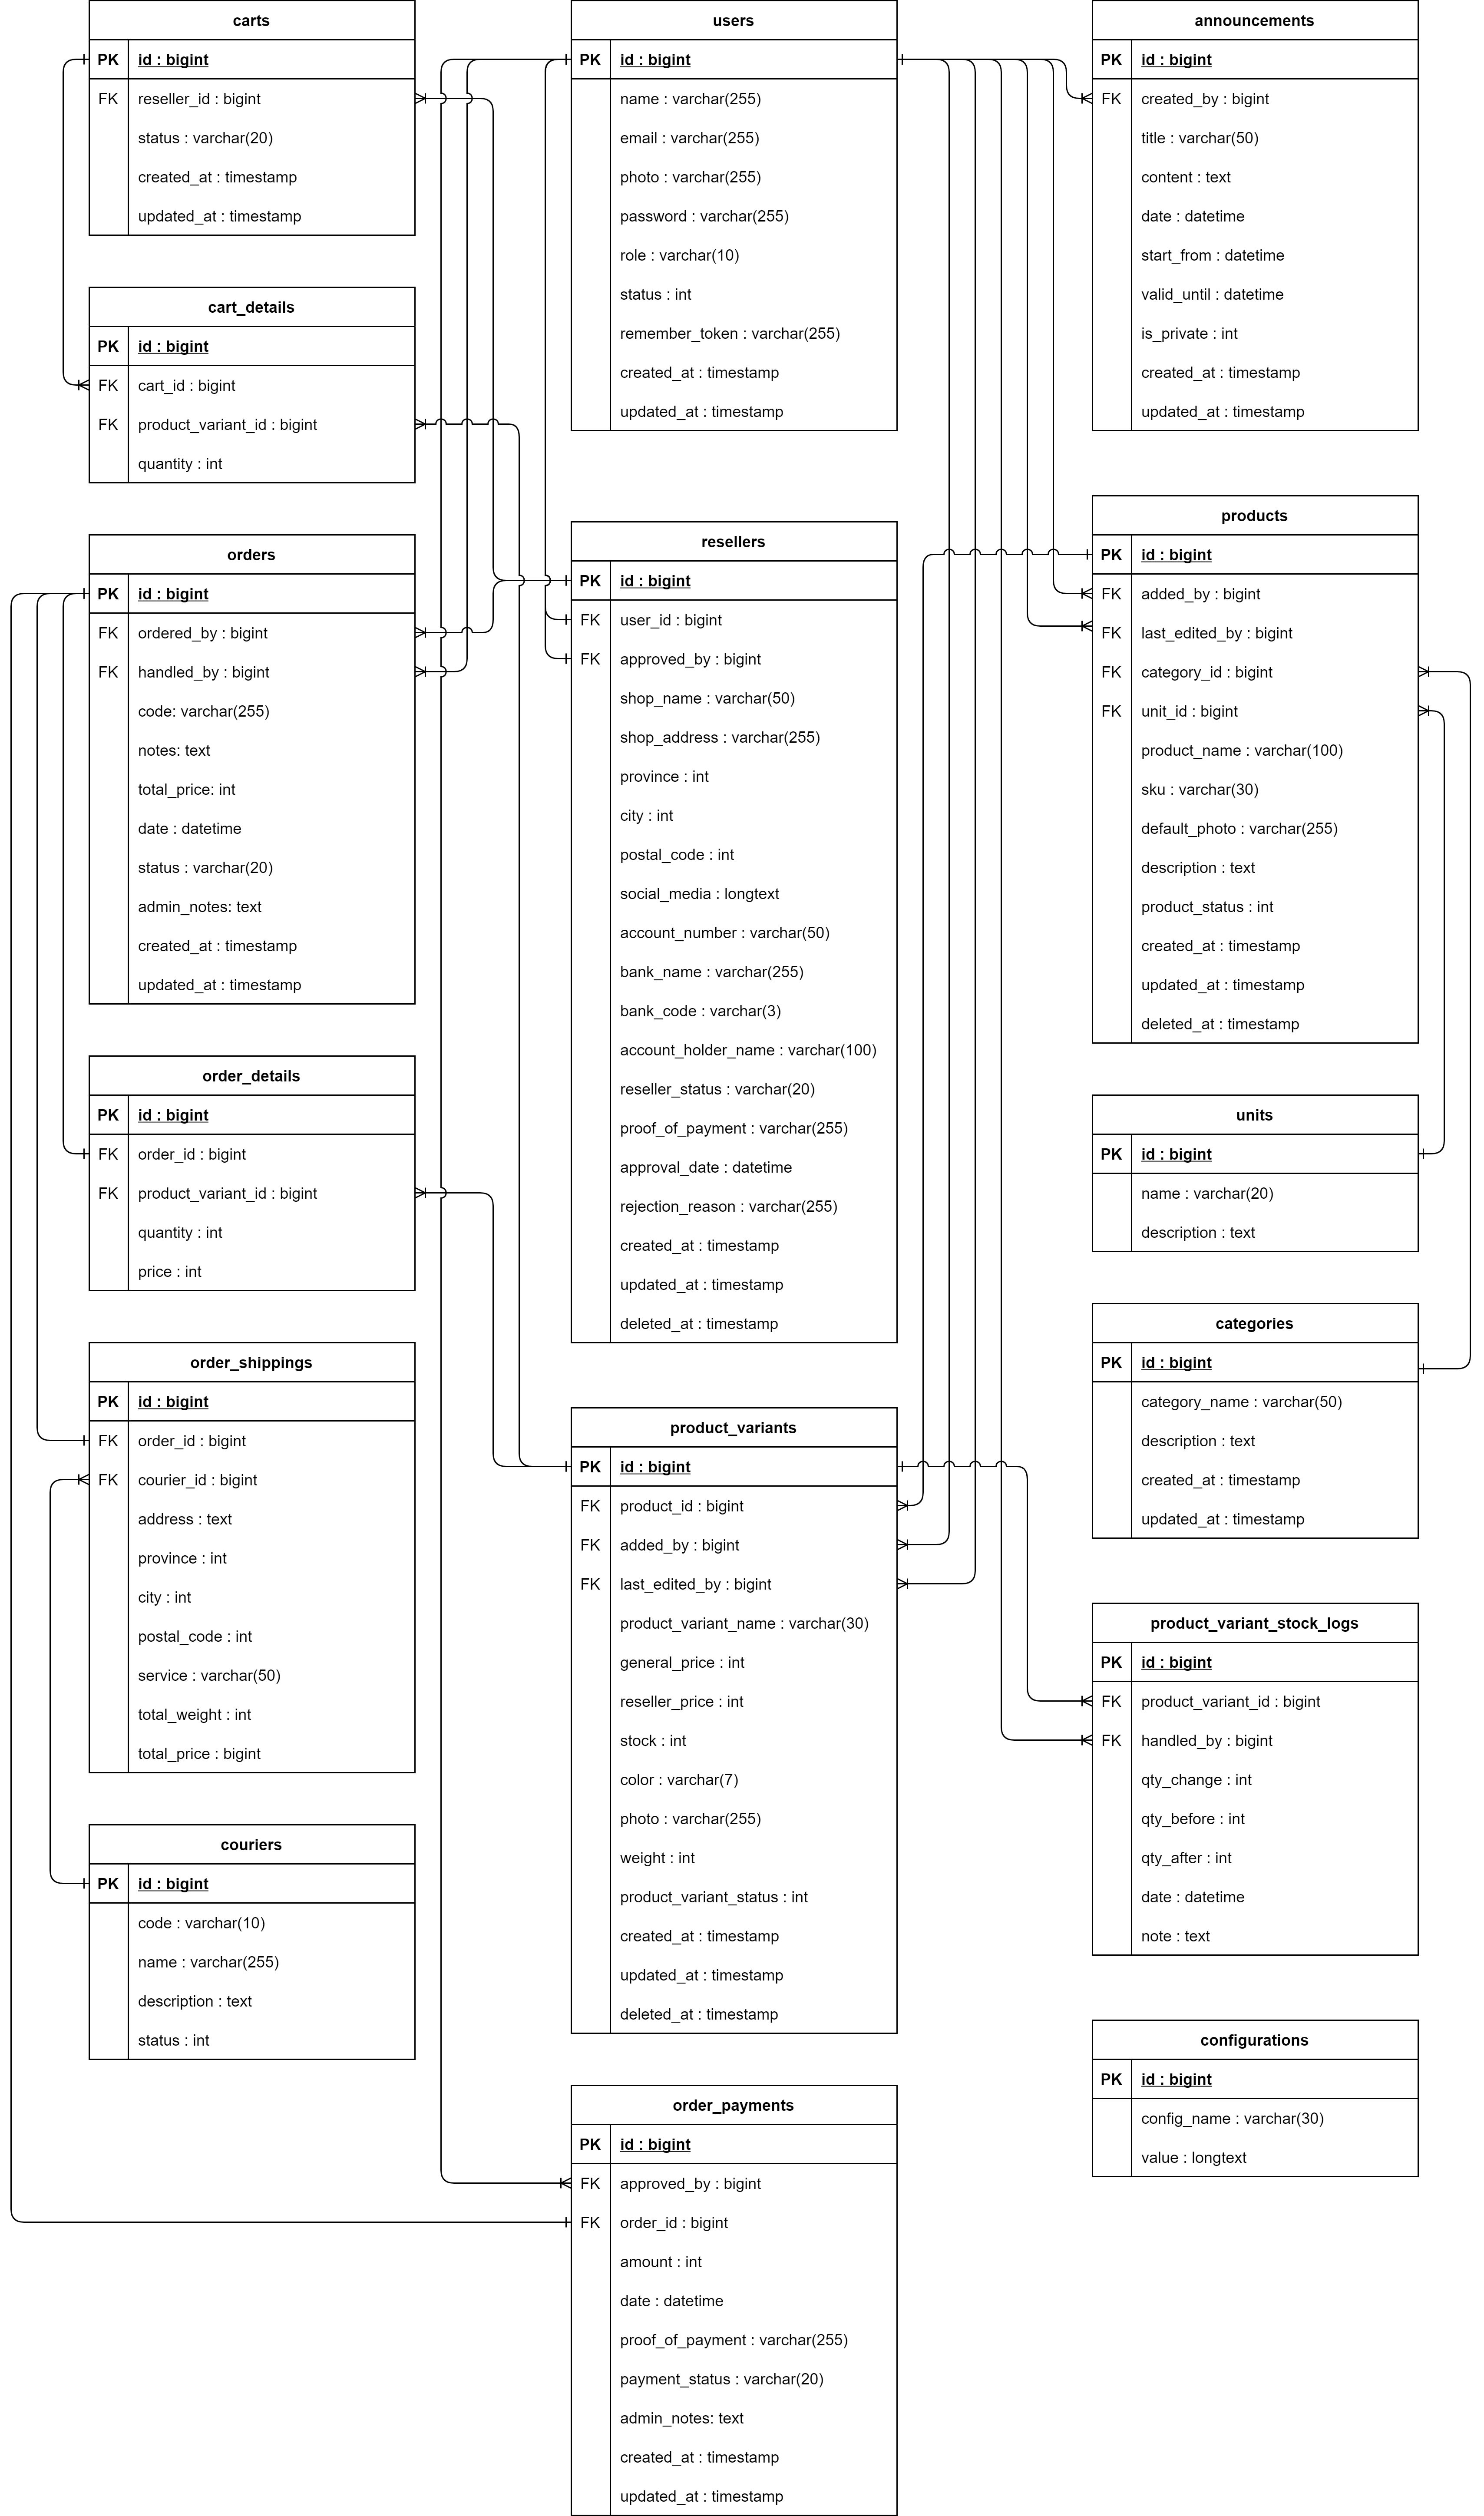 carts
PK id : bigint
FK reseller_id : bigint
status : varchar(20)
created_at : timestamp
updated_at : timestamp
cart_details
PK id : bigint
FK cart_id : bigint
FK product_variant_id : bigint
quantity : int
orders
PK id : bigint
FK ordered_by : bigint
FK handled_by : bigint
code: varchar(255)
notes: text
total_price: int
date : datetime
status : varchar(20)
admin_notes: text
created_at : timestamp
updated_at : timestamp
order_details
PK id : bigint
FK order_id : bigint
FK product_variant_id : bigint
quantity : int
price : int
order_shippings
PK id : bigint
FK order_id : bigint
FK courier_id : bigint
address : text
province : int
city : int
postal_code : int
service : varchar(50)
total_weight : int
total_price : bigint
couriers
PK id : bigint
code : varchar(10)
name : varchar(255)
description : text
status : int
users
PK id : bigint
name : varchar(255)
email : varchar(255)
photo : varchar(255)
password : varchar(255)
role : varchar(10)
status : int
remember_token : varchar(255)
created_at : timestamp
updated_at : timestamp
resellers
PK id : bigint
FK user_id : bigint
FK approved_by : bigint
shop_name : varchar(50)
shop_address : varchar(255)
province : int
city : int
postal_code : int
social_media : longtext
account_number : varchar(50)
bank_name : varchar(255)
bank_code : varchar(3)
account_holder_name : varchar(100)
reseller_status : varchar(20)
proof_of_payment : varchar(255)
approval_date : datetime
rejection_reason : varchar(255)
created_at : timestamp
updated_at : timestamp
deleted_at : timestamp
product_variants
PK id : bigint
FK product_id : bigint
FK added_by : bigint
FK last_edited_by : bigint
product_variant_name : varchar(30)
general_price : int
reseller_price : int
stock : int
color : varchar(7)
photo : varchar(255)
weight : int
product_variant_status : int
created_at : timestamp
updated_at : timestamp
deleted_at : timestamp
order_payments
PK id : bigint
FK approved_by : bigint
FK order_id : bigint
amount : int
date : datetime
proof_of_payment : varchar(255)
payment_status : varchar(20)
admin_notes: text
created_at : timestamp
updated_at : timestamp
announcements
PK id : bigint
FK created_by : bigint
title : varchar(50)
content : text
date : datetime
start_from : datetime
valid_until : datetime
is_private : int
created_at : timestamp
updated_at : timestamp
products
PK id : bigint
FK added_by : bigint
FK last_edited_by : bigint
FK category_id : bigint
FK unit_id : bigint
product_name : varchar(100)
sku : varchar(30)
default_photo : varchar(255)
description : text
product_status : int
created_at : timestamp
updated_at : timestamp
deleted_at : timestamp
units
PK id : bigint
name : varchar(20)
description : text
categories
PK id : bigint
category_name : varchar(50)
description : text
created_at : timestamp
updated_at : timestamp
product_variant_stock_logs
PK id : bigint
FK product_variant_id : bigint
FK handled_by : bigint
qty_change : int
qty_before : int
qty_after : int
date : datetime
note : text
configurations
PK id : bigint
config_name : varchar(30)
value : longtext